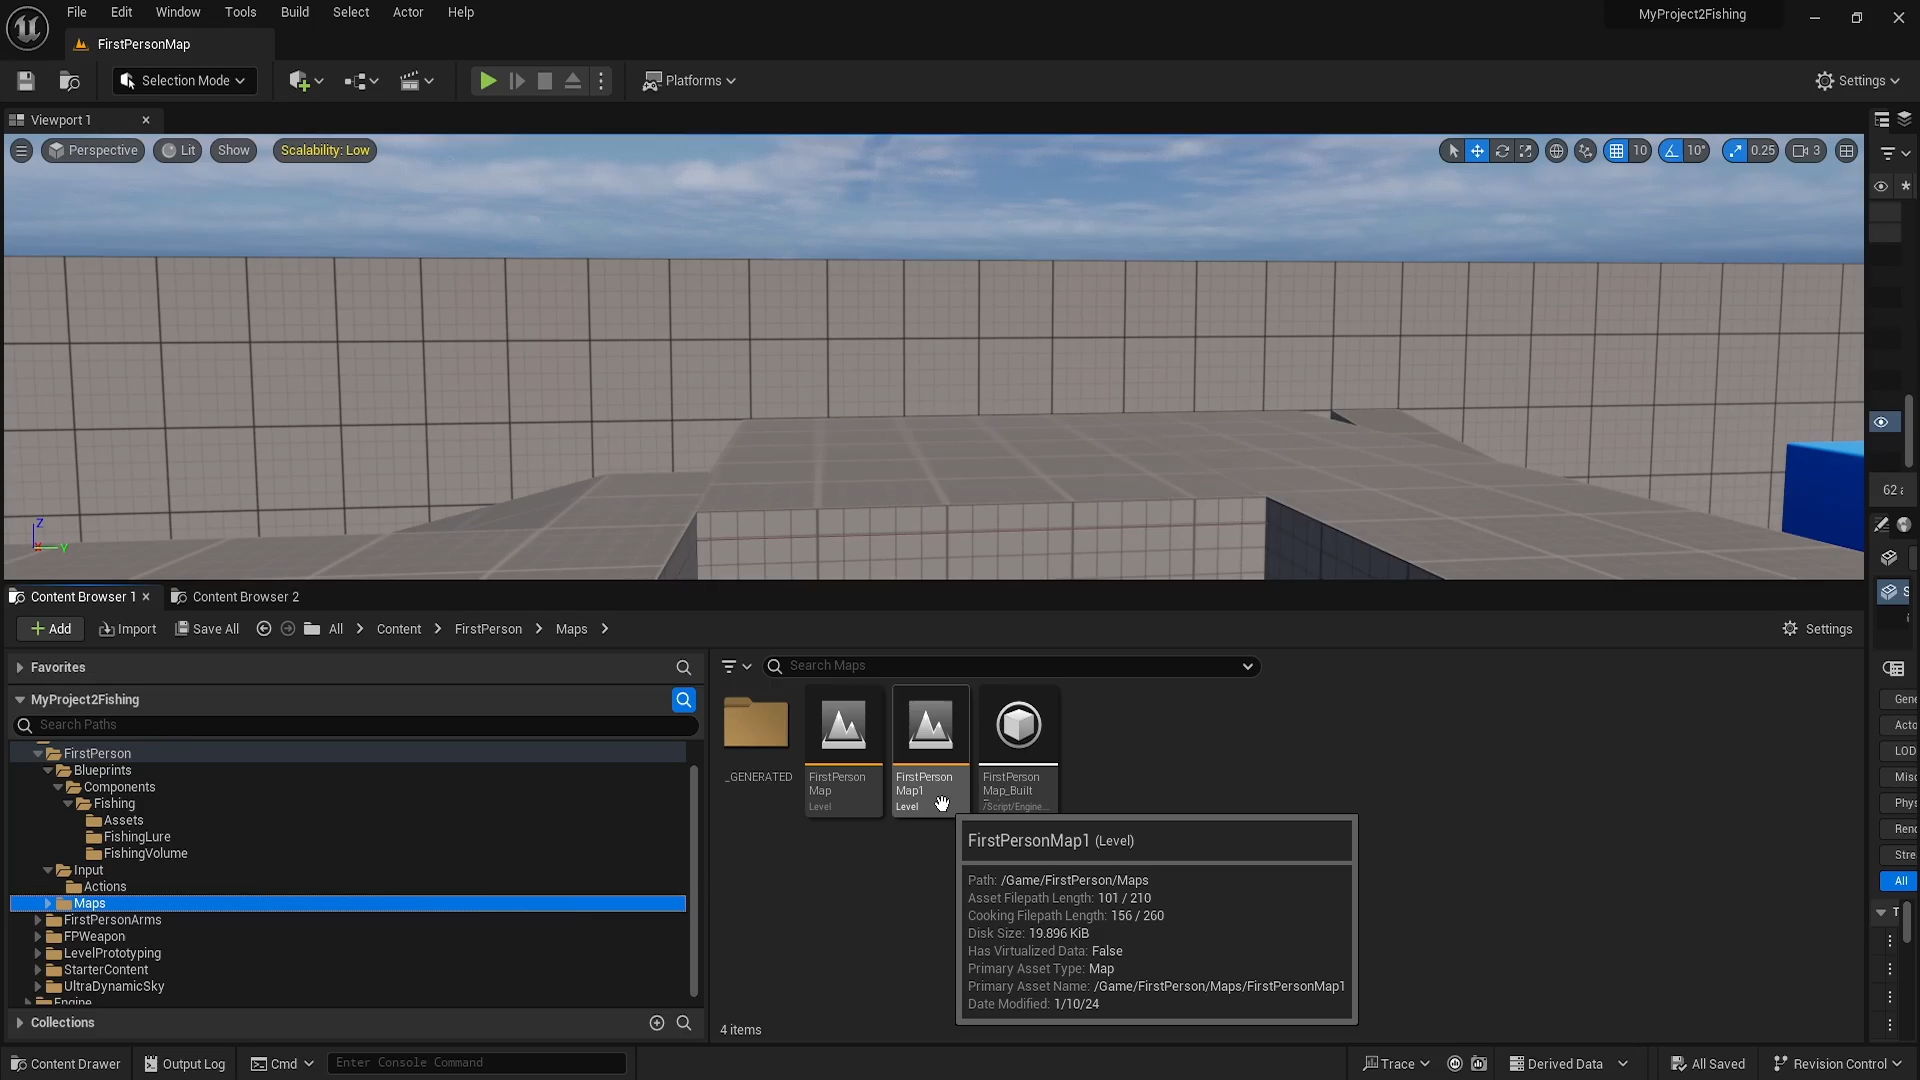 File Edit Window Tools Build Select Actor Help
MyProject2Fishing
FirstPersonMap
Selection Mode
Platforms
Settings
Viewport 1
Perspective
Lit
Show
Scalability: Low
10
10°
0.25
3
Z
X
Y
62
Content Browser 1
Content Browser 2
Add
Import
Save All
All
Content
FirstPerson
Maps
Settings
Favorites
Search Maps
MyProject2Fishing
Search Paths
FirstPerson
Blueprints
Components
Fishing
Assets
FishingLure
FishingVolume
Input
Actions
Maps
FirstPersonArms
FPWeapon
LevelPrototyping
StarterContent
UltraDynamicSky
Engine
Collections
_GENERATED
FirstPerson
Map
Level
FirstPerson
Map1
Level
FirstPerson
Map_Built
/Script/Engine...
FirstPersonMap1 (Level)
Path: /Game/FirstPerson/Maps
Asset Filepath Length: 101 / 210
Cooking Filepath Length: 156 / 260
Disk Size: 19.896 KiB
Has Virtualized Data: False
Primary Asset Type: Map
Primary Asset Name: /Game/FirstPerson/Maps/FirstPersonMap1
Date Modified: 1/10/24
4 items
S
Gene
Acto
LOD
Misc
Phys
Rend
Stre
All
T
Content Drawer
Output Log
Cmd
Enter Console Command
Trace
Derived Data
All Saved
Revision Control